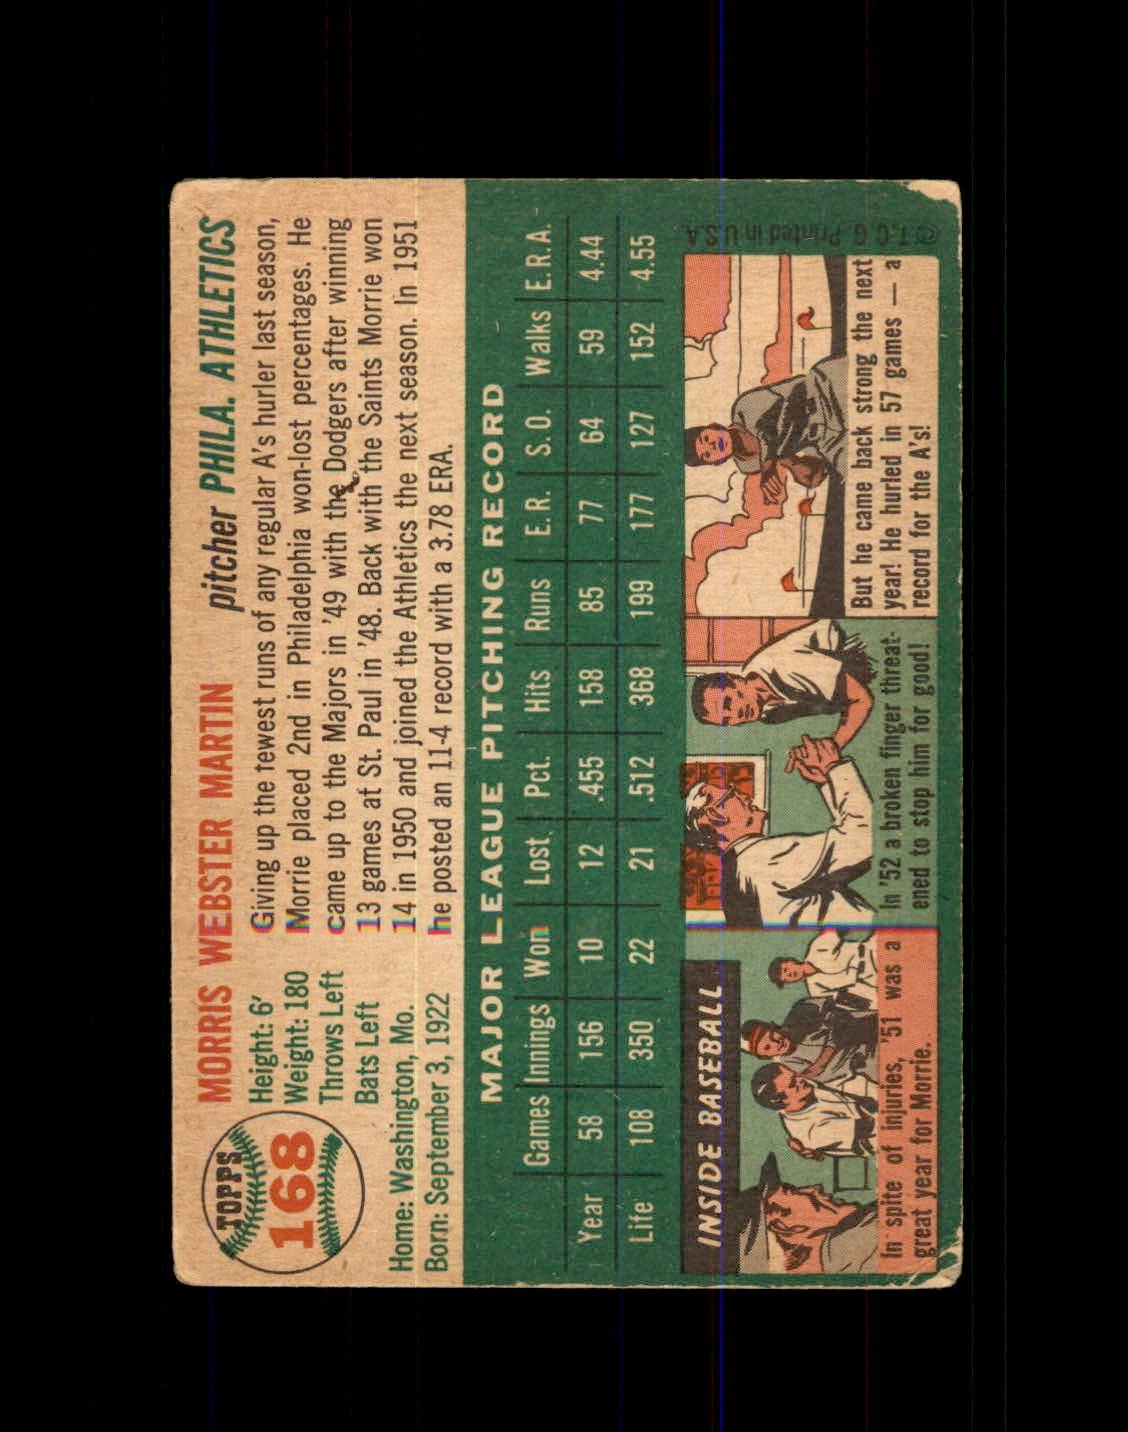 TOPPS
168
MORRIS WEBSTER MARTIN
pitcher PHILA. ATHLETICS
Height: 6'
Weight: 180
Throws Left
Bats Left
Home: Washington, Mo.
Born: September 3, 1922
Giving up the fewest runs of any regular A's hurler last season,
Morrie placed 2nd in Philadelphia won-lost percentages. He
came up to the Majors in '49 with the Dodgers after winning
13 games at St. Paul in '48. Back with the Saints Morrie won
14 in 1950 and joined the Athletics the next season. In 1951
he posted an 11-4 record with a 3.78 ERA.
MAJOR LEAGUE PITCHING RECORD
Games Innings Won Lost Pct. Hits Runs E.R. S.O. Walks E.R.A.
Year 58 156 10 12 .455 158 85 77 64 59 4.44
Life 108 350 22 21 .512 368 199 177 127 152 4.55
INSIDE BASEBALL
In spite of injuries, '51 was a
great year for Morrie.
In '52 a broken finger threat-
ened to stop him for good!
But he came back strong the next
year! He hurled in 57 games — a
record for the A's!
© T. C. G. Printed in U.S.A.